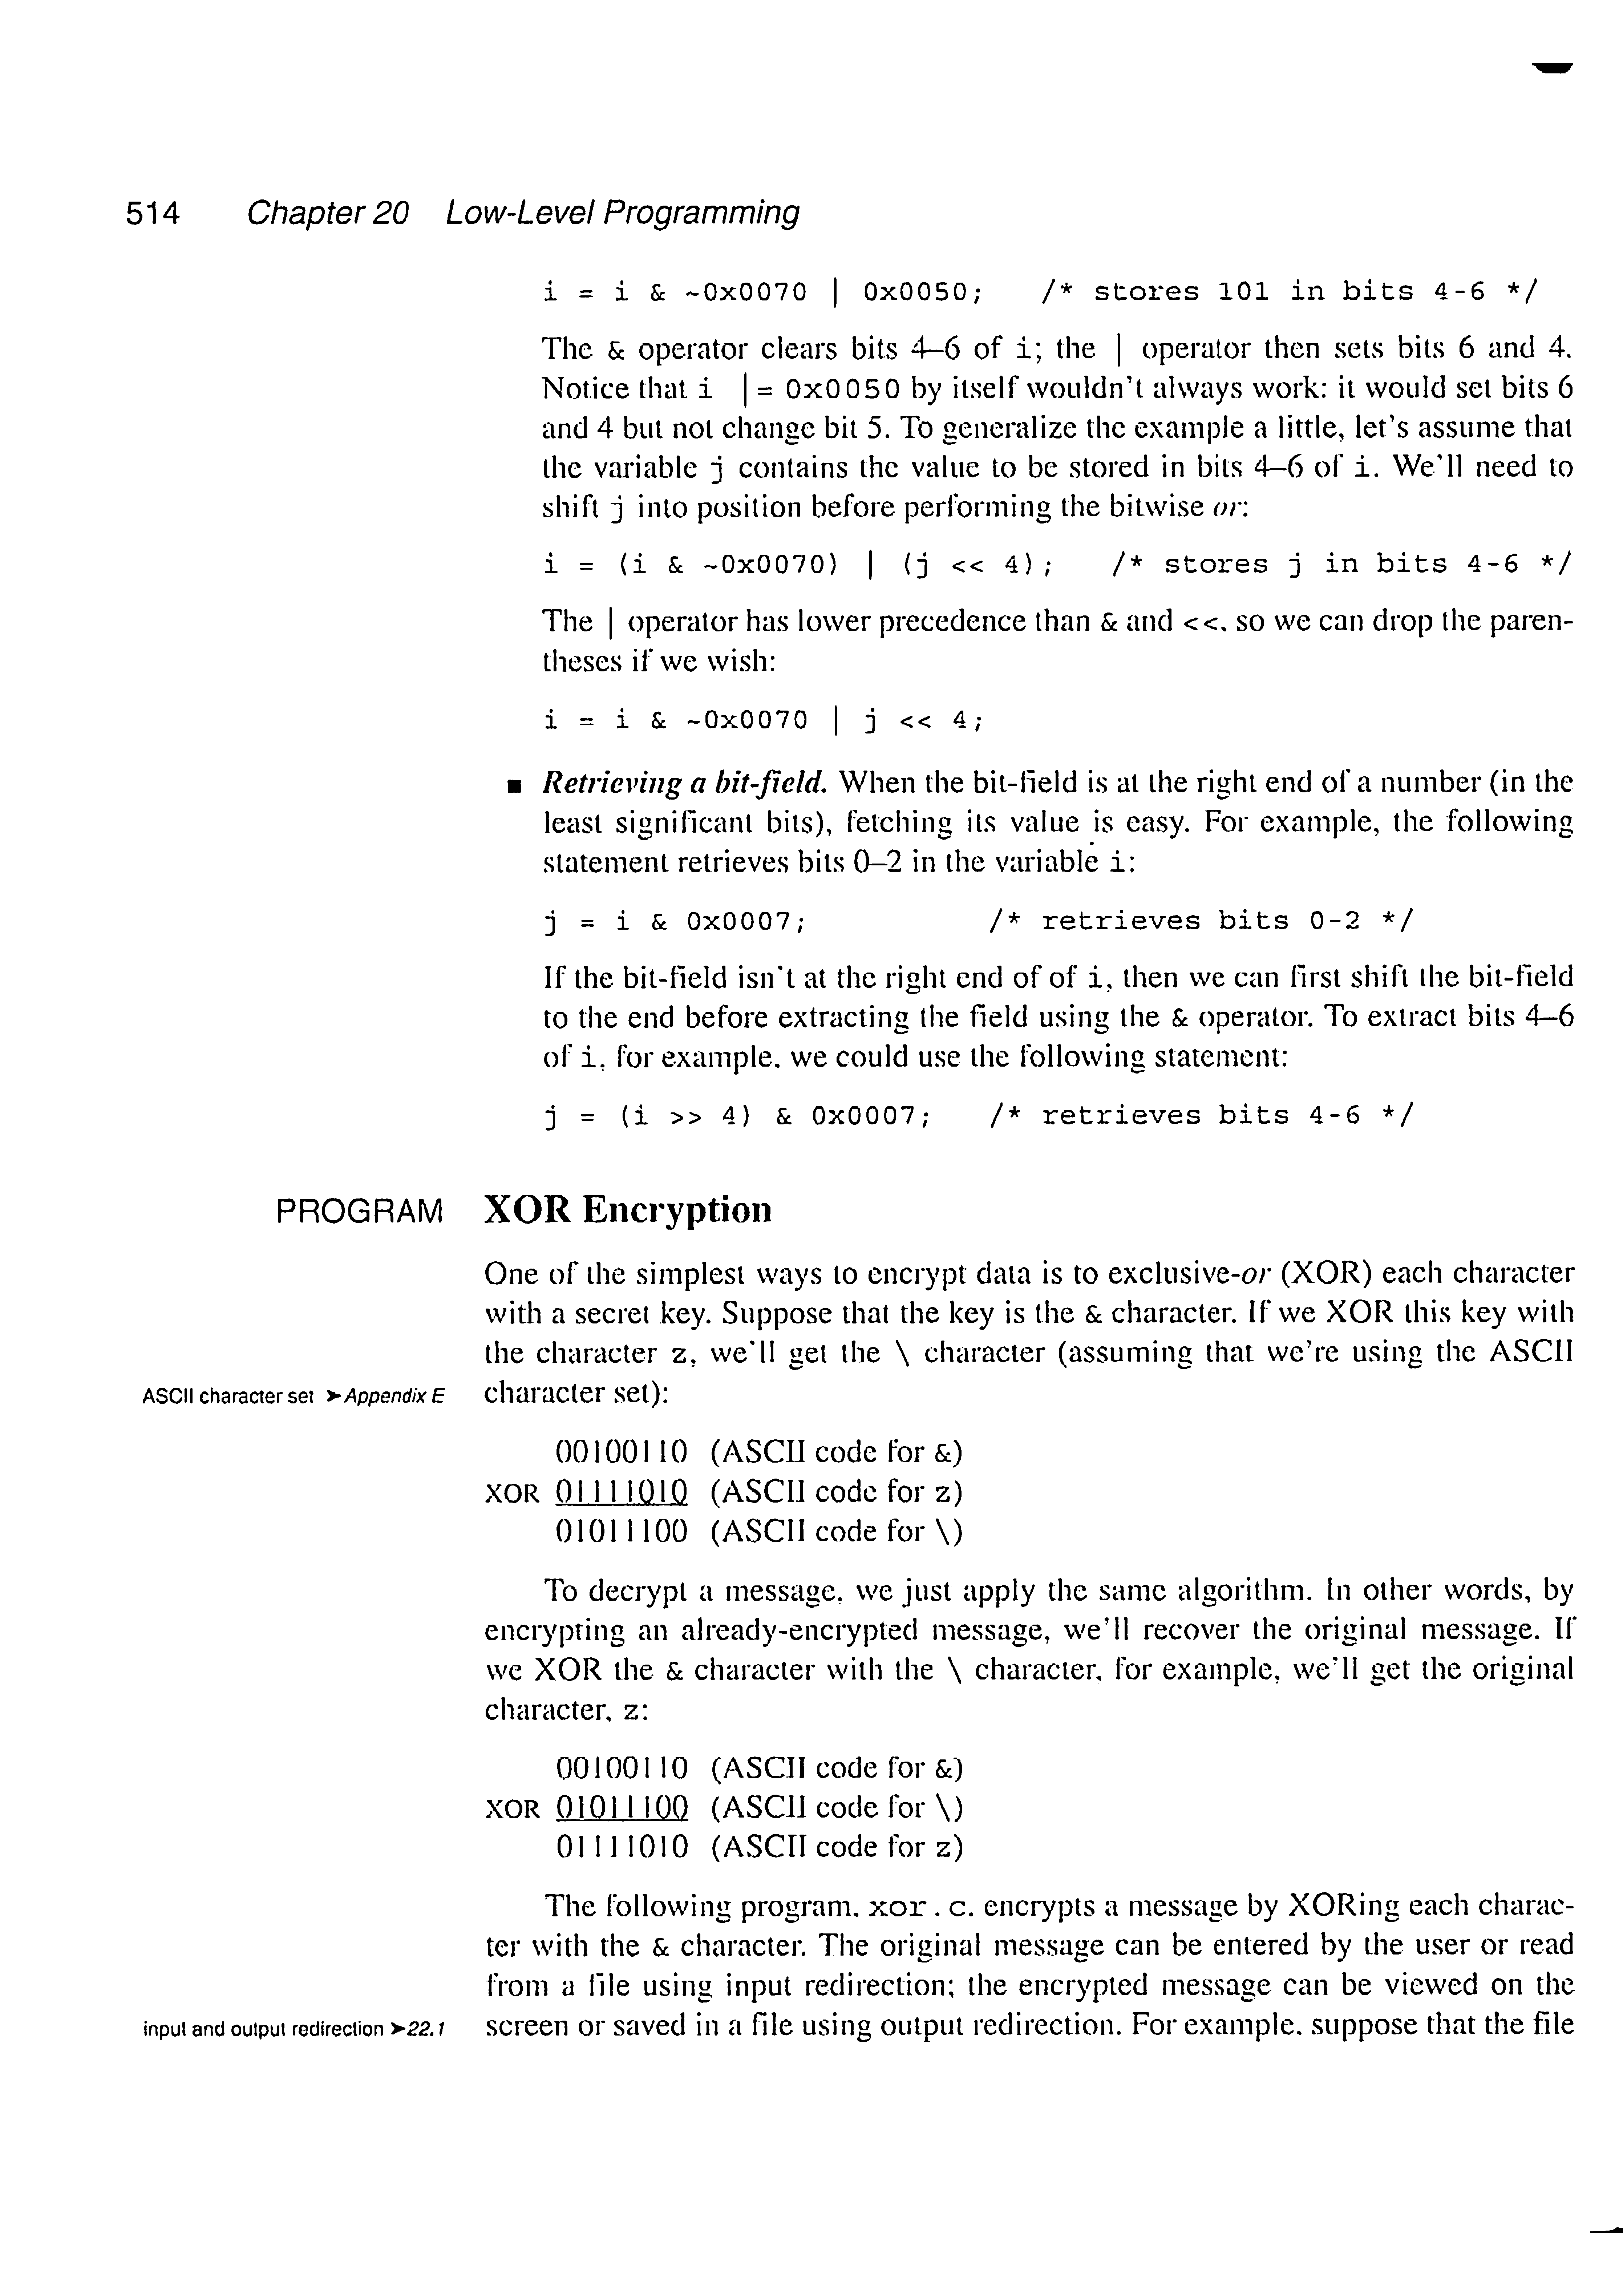 514 Chapter 20 Low-Level Programming
i = i & ~0x0070 | 0x0050; /* stores 101 in bits 4-6 */
The & operator clears bits 4–6 of i; the | operator then sets bits 6 and 4.
Notice that i |= 0x0050 by itself wouldn't always work: it would set bits 6
and 4 but not change bit 5. To generalize the example a little, let's assume that
the variable j contains the value to be stored in bits 4–6 of i. We'll need to
shift j into position before performing the bitwise or:
i = (i & ~0x0070) | (j << 4); /* stores j in bits 4-6 */
The | operator has lower precedence than & and <<, so we can drop the paren-
theses if we wish:
i = i & ~0x0070 | j << 4;
■ Retrieving a bit-field. When the bit-field is at the right end of a number (in the
least significant bits), fetching its value is easy. For example, the following
statement retrieves bits 0–2 in the variable i:
j = i & 0x0007; /* retrieves bits 0-2 */
If the bit-field isn't at the right end of of i, then we can first shift the bit-field
to the end before extracting the field using the & operator. To extract bits 4–6
of i, for example, we could use the following statement:
j = (i >> 4) & 0x0007; /* retrieves bits 4-6 */
PROGRAM XOR Encryption
One of the simplest ways to encrypt data is to exclusive-or (XOR) each character
with a secret key. Suppose that the key is the & character. If we XOR this key with
the character z, we'll get the \ character (assuming that we're using the ASCII
ASCII character set ➤Appendix E character set):
00100110 (ASCII code for &)
XOR 01111010 (ASCII code for z)
01011100 (ASCII code for \)
To decrypt a message, we just apply the same algorithm. In other words, by
encrypting an already-encrypted message, we'll recover the original message. If
we XOR the & character with the \ character, for example, we'll get the original
character, z:
00100110 (ASCII code for &)
XOR 01011100 (ASCII code for \)
01111010 (ASCII code for z)
The following program, xor.c, encrypts a message by XORing each charac-
ter with the & character. The original message can be entered by the user or read
from a file using input redirection; the encrypted message can be viewed on the
input and output redirection ➤22.1 screen or saved in a file using output redirection. For example, suppose that the file